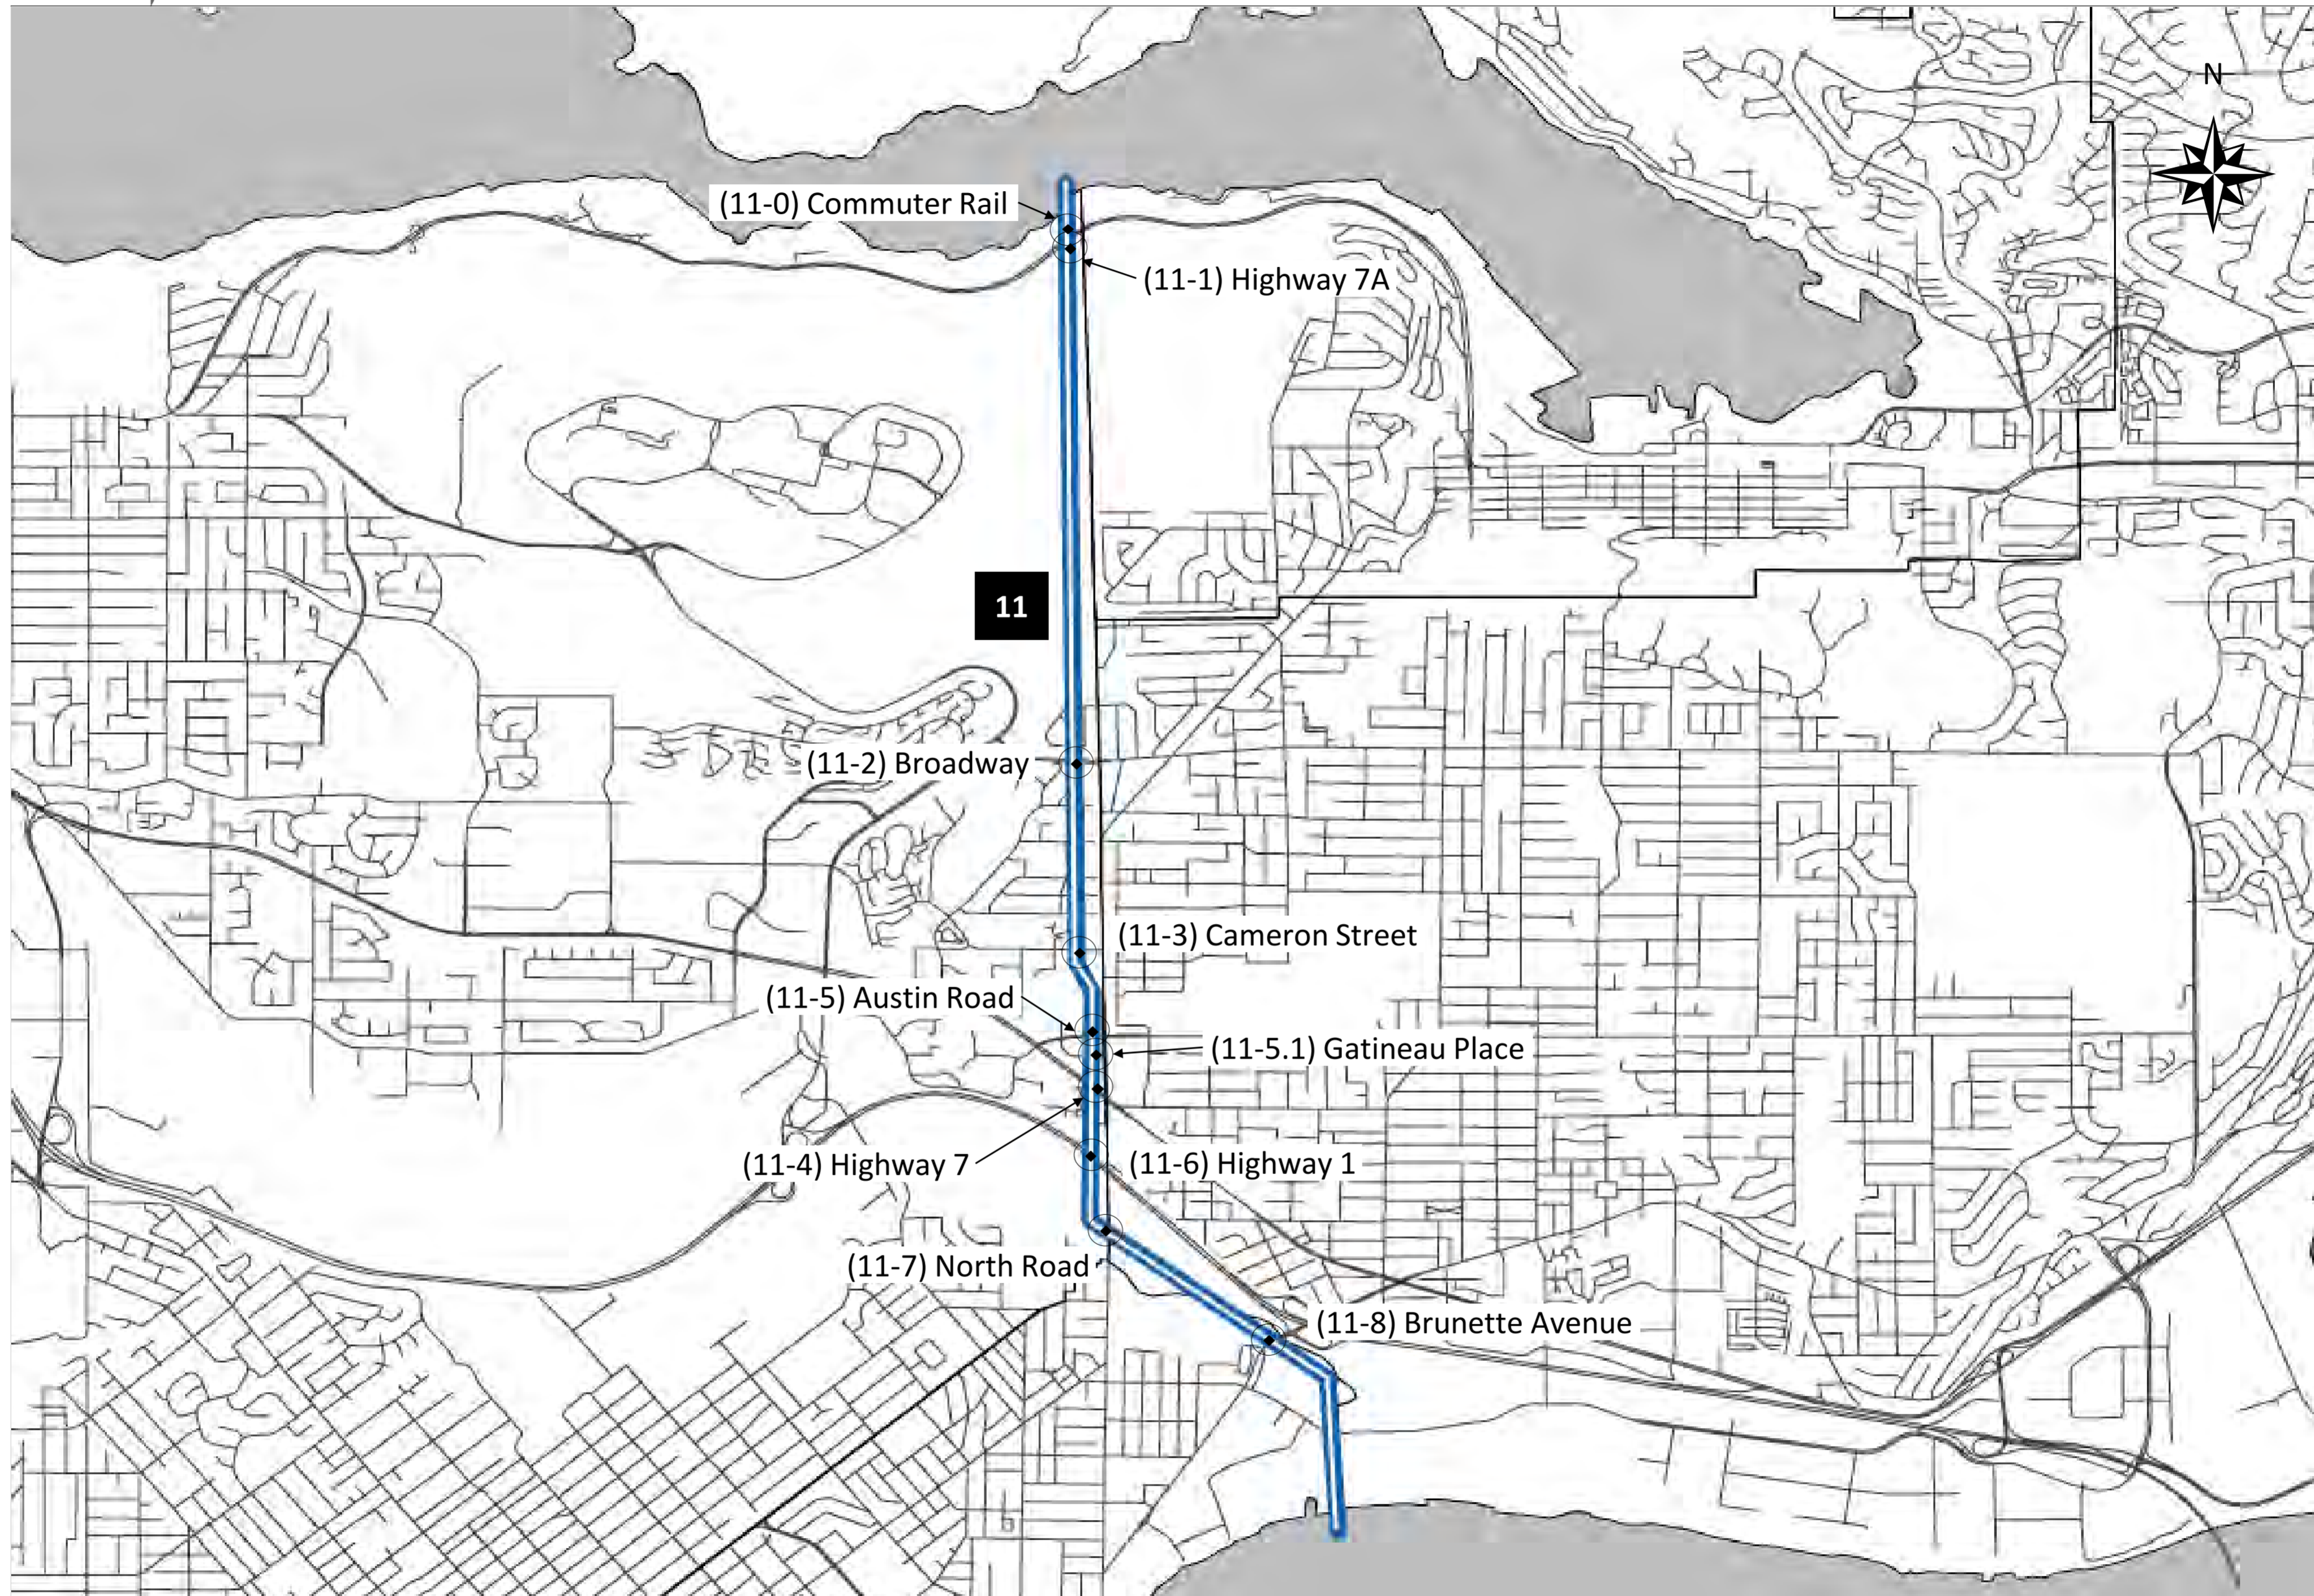 N
(11-0) Commuter Rail
(11-1) Highway 7A
11
(11-2) Broadway
(11-3) Cameron Street
(11-5) Austin Road
(11-5.1) Gatineau Place
(11-4) Highway 7
(11-6) Highway 1
(11-7) North Road
(11-8) Brunette Avenue